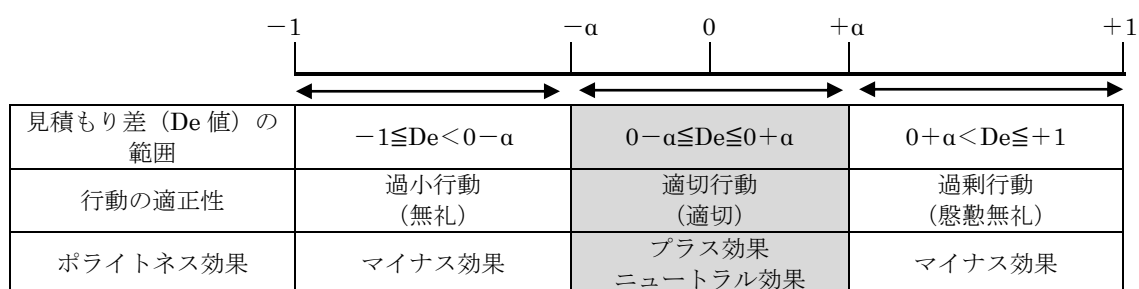 −1 −α 0 +α +1
見積もり差（De 値）の
範囲
−1≦De<0−α
0−α≦De≦0+α
0+α<De≦+1
行動の適正性
過小行動
(無礼)
適切行動
(適切)
過剰行動
(慇懃無礼)
ポライトネス効果
マイナス効果
プラス効果
ニュートラル効果
マイナス効果